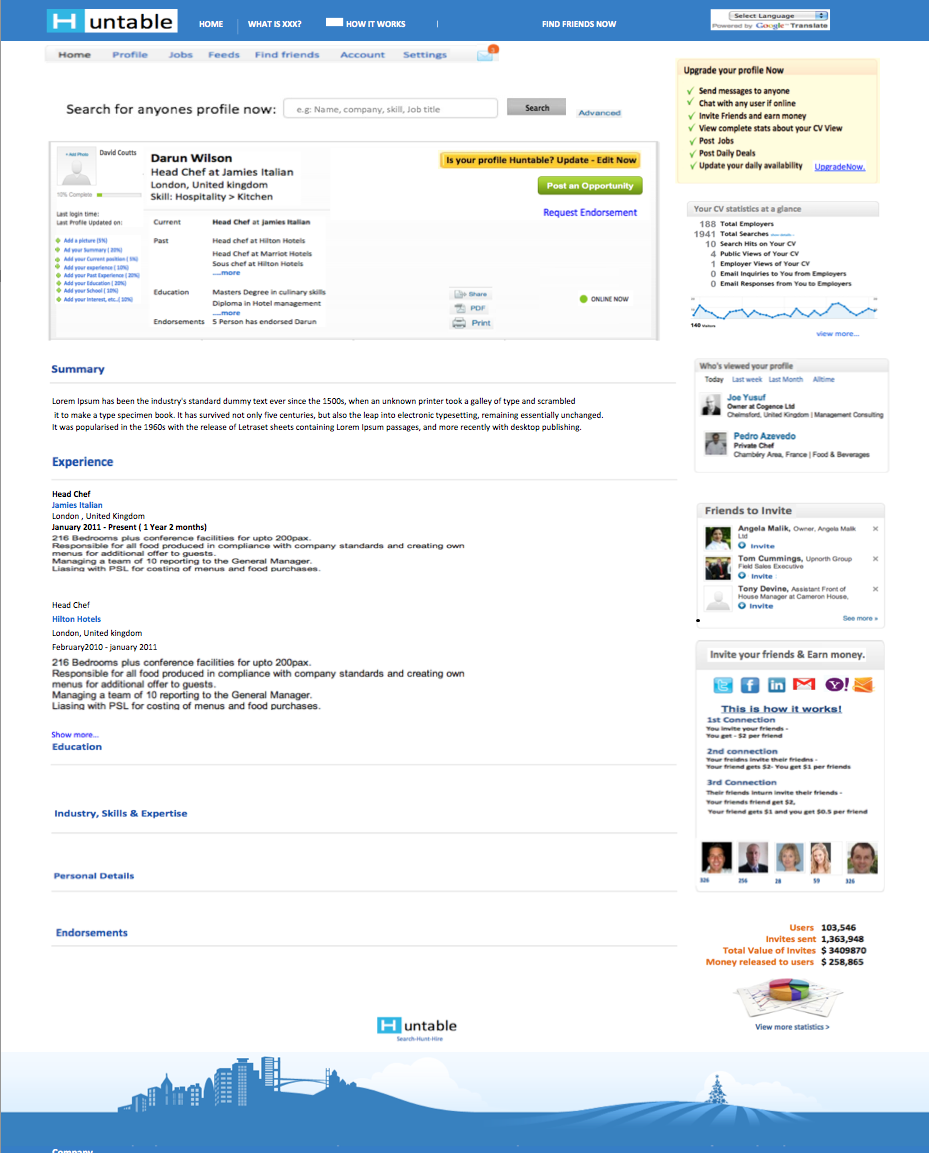 Huntable
HOME
WHAT IS XXX?
HOW IT WORKS
FIND FRIENDS NOW
Select Language
Powered by Google™ Translate
Home Profile Jobs Feeds Find friends Account Settings
1
Search for anyones profile now:
e.g: Name, company, skill, Job title
Search
Advanced
+ Add Photo
David Coutts
10% Complete
Last login time:
Last Profile Updated on:
Add a picture (5%)
Ad your Summary ( 20%)
Add your Current position ( 5%)
Add your experience ( 10%)
Add your Past Experience ( 20%)
Add your Education ( 20%)
Add your School ( 10%)
Add your Interest, etc..( 10%)
Darun Wilson
Head Chef at Jamies Italian
London, United kingdom
Skill: Hospitality > Kitchen
Current Head Chef at Jamies Italian
Past Head chef at Hilton Hotels
Head chef at Marriot Hotels
Sous chef at Hilton Hotels
....more
Education Masters Degree in culinary skills
Diploma in Hotel management
....more
Endorsements 5 Person has endorsed Darun
Is your profile Huntable? Update - Edit Now
Post an Opportunity
Request Endorsement
Share
PDF
Print
ONLINE NOW
Summary
Lorem Ipsum has been the industry's standard dummy text ever since the 1500s, when an unknown printer took a galley of type and scrambled
it to make a type specimen book. It has survived not only five centuries, but also the leap into electronic typesetting, remaining essentially unchanged.
It was popularised in the 1960s with the release of Letraset sheets containing Lorem Ipsum passages, and more recently with desktop publishing.
Experience
Head Chef
Jamies Italian
London , United Kingdom
January 2011 - Present ( 1 Year 2 months)
216 Bedrooms plus conference facilities for upto 200pax.
Responsible for all food produced in compliance with company standards and creating own
menus for additional offer to guests.
Managing a team of 10 reporting to the General Manager.
Liasing with PSL for costing of menus and food purchases.
Head Chef
Hilton Hotels
London, United kingdom
February2010 - january 2011
216 Bedrooms plus conference facilities for upto 200pax.
Responsible for all food produced in compliance with company standards and creating own
menus for additional offer to guests.
Managing a team of 10 reporting to the General Manager.
Liasing with PSL for costing of menus and food purchases.
Show more...
Education
Industry, Skills & Expertise
Personal Details
Endorsements
Upgrade your profile Now
Send messages to anyone
Chat with any user if online
Invite Friends and earn money
View complete stats about your CV View
Post Jobs
Post Daily Deals
Update your daily availability UpgradeNow.
Your CV statistics at a glance
188 Total Employers
1941 Total Searches
10 Search Hits on Your CV
4 Public Views of Your CV
1 Employer Views of Your CV
0 Email Inquiries to You from Employers
0 Email Responses from You to Employers
140 Visitors
view more...
Who's viewed your profile
Today Last week Last Month Alltime
Joe Yusuf
Owner at Cogence Ltd
Chelmsford, United Kingdom | Management Consulting
Pedro Azevedo
Private Chef
Chambéry Area, France | Food & Beverages
Friends to Invite
Angela Malik, Owner, Angela Malik
Ltd
Invite
Tom Cummings, Upnorth Group
Field Sales Executive
Invite
Tony Devine, Assistant Front of
House Manager at Cameron House,
Invite
See more »
Invite your friends & Earn money.
This is how it works!
1st Connection
You invite your friends -
You get - $2 per friend
2nd connection
Your freidns invite their friedns -
Your friend gets $2- You get $1 per friends
3rd Connection
Their friends inturn invite their friends -
Your friends friend get $2,
Your friend gets $1 and you get $0.5 per friend
326 256 28 59 326
Users 103,546
Invites sent 1,363,948
Total Value of Invites $ 3409870
Money released to users $ 258,865
View more statistics >
Huntable
Search-Hunt-Hire
Company